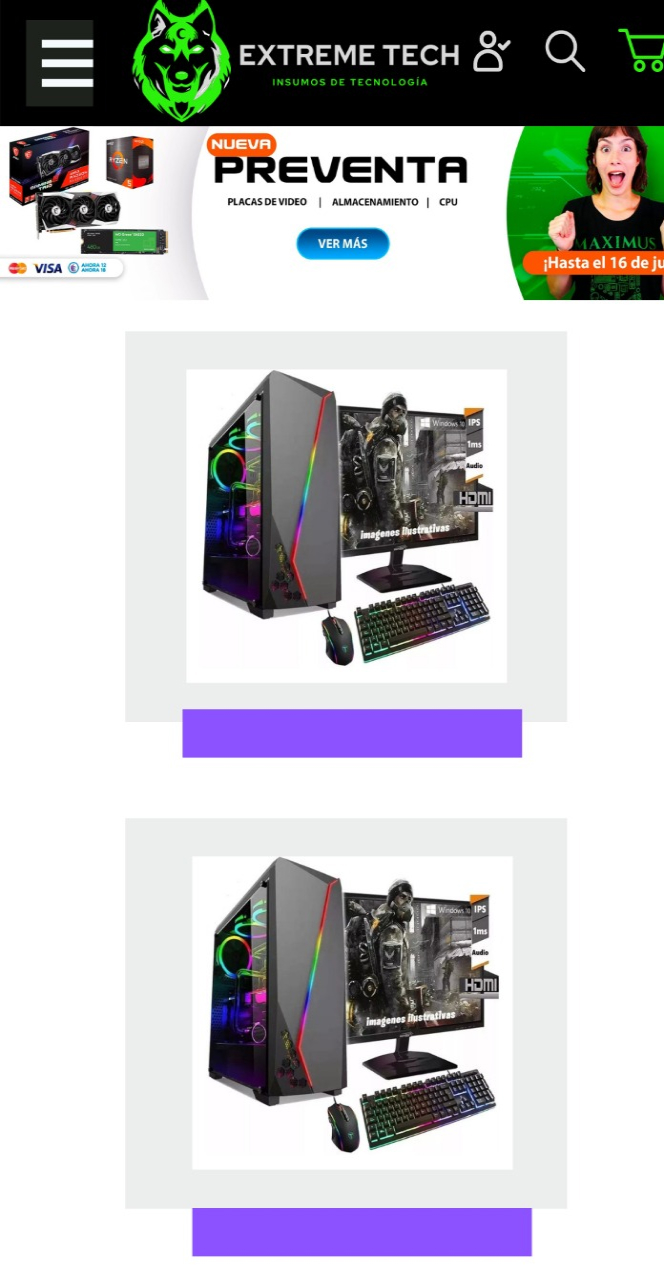 EXTREME TECH
INSUMOS DE TECNOLOGÍA
NUEVA
PREVENTA
PLACAS DE VIDEO | ALMACENAMIENTO | CPU
VER MÁS
RYZEN
VISA
AHORA 12
AHORA 18
MAXIMUS
¡Hasta el 16 de ju
Windows 10
IPS
1ms
Audio
HDMI
imagenes ilustrativas
Windows 10
IPS
1ms
Audio
HDMI
imagenes ilustrativas